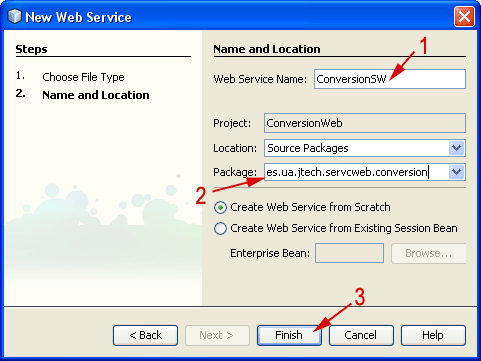 New Web Service
Steps
1. Choose File Type
2. Name and Location
Name and Location
1
Web Service Name: ConversionSW
Project: ConversionWeb
Location: Source Packages
Package: es.ua.jtech.servcweb.conversion
2
Create Web Service from Scratch
Create Web Service from Existing Session Bean
Enterprise Bean: Browse...
3
< Back Next > Finish Cancel Help